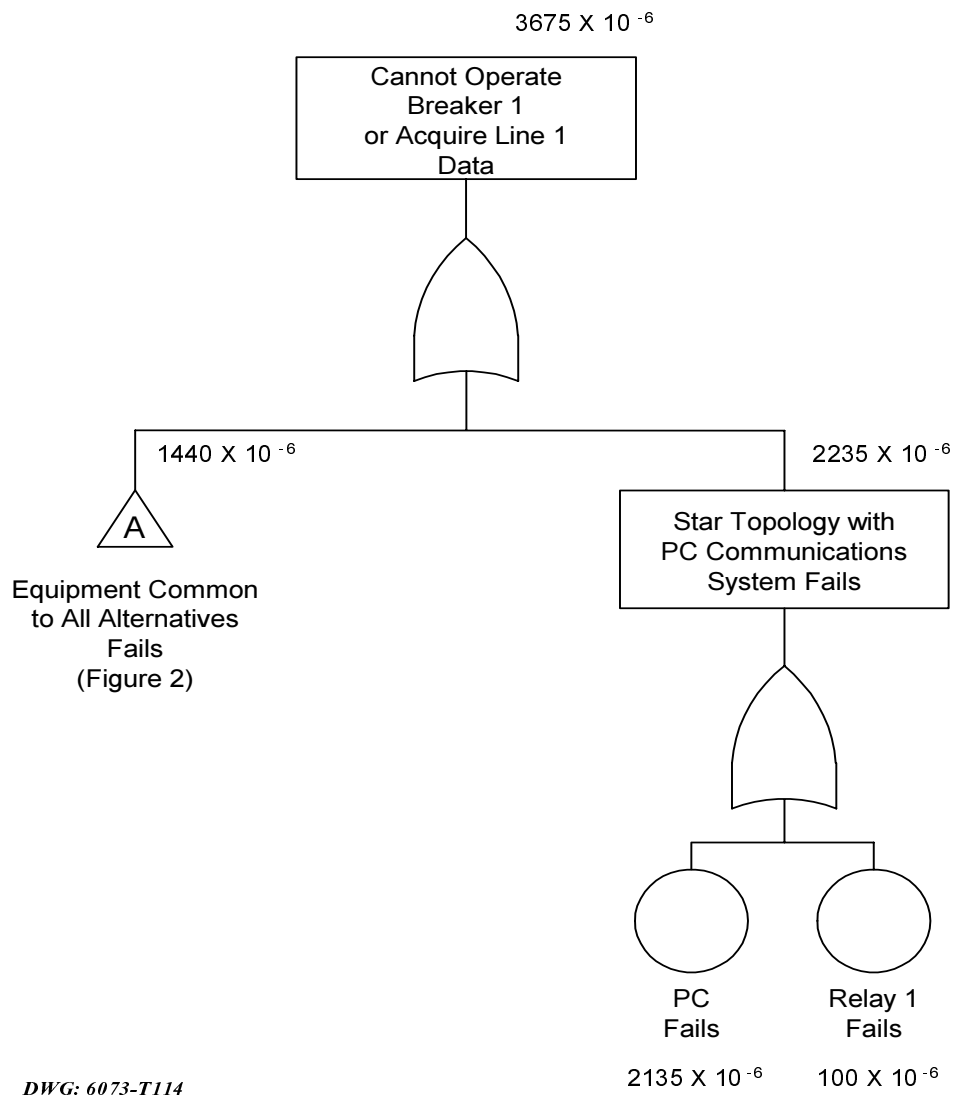 3675 X 10 -6
Cannot Operate
Breaker 1
or Acquire Line 1
Data
1440 X 10 -6
2235 X 10 -6
A
Equipment Common
to All Alternatives
Fails
(Figure 2)
Star Topology with
PC Communications
System Fails
PC
Fails
2135 X 10 -6
Relay 1
Fails
100 X 10 -6
DWG: 6073-T114